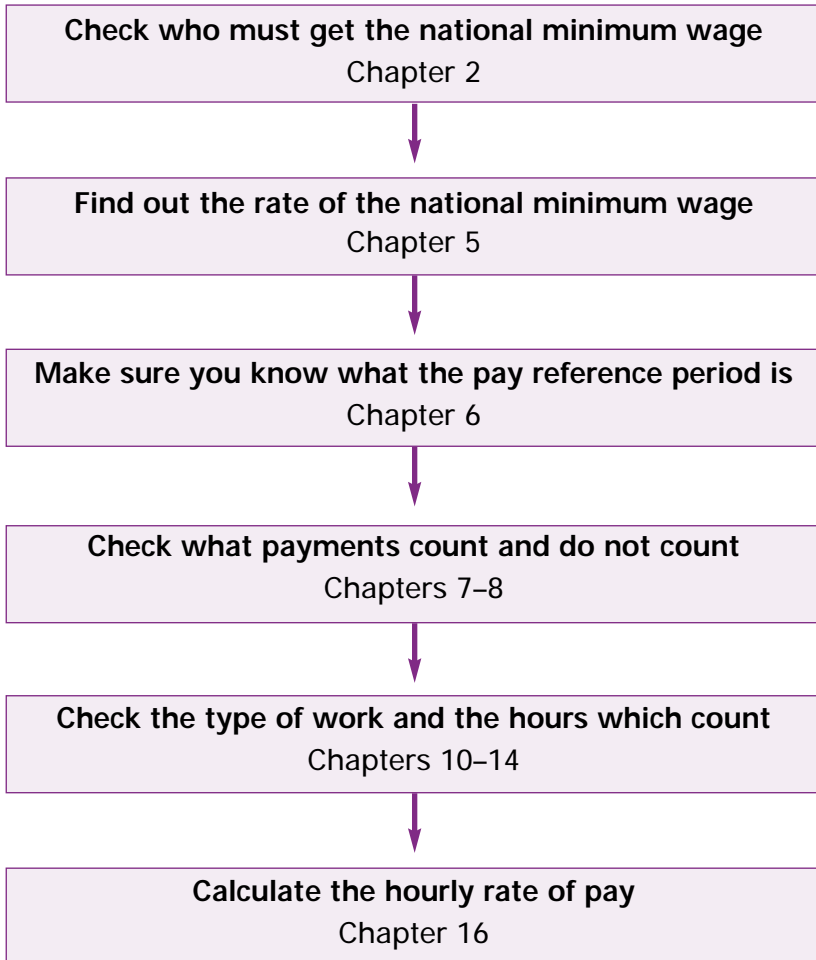 Check who must get the national minimum wage
Chapter 2
Find out the rate of the national minimum wage
Chapter 5
Make sure you know what the pay reference period is
Chapter 6
Check what payments count and do not count
Chapters 7–8
Check the type of work and the hours which count
Chapters 10–14
Calculate the hourly rate of pay
Chapter 16